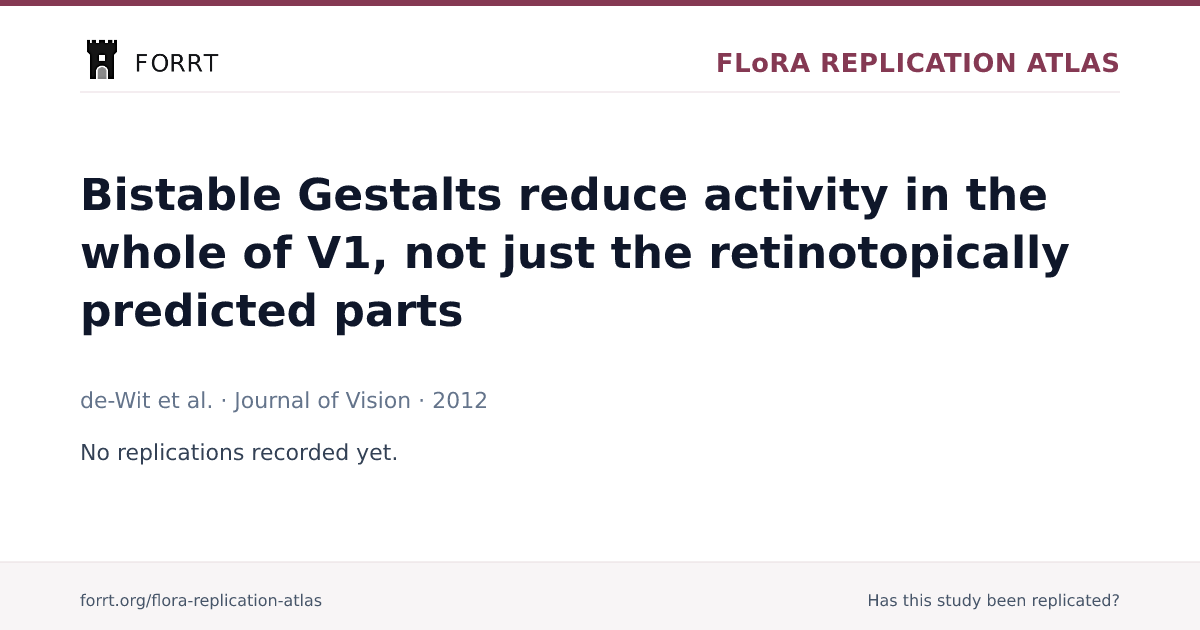 FORRT
FLoRA REPLICATION ATLAS
Bistable Gestalts reduce activity in the
whole of V1, not just the retinotopically
predicted parts
de-Wit et al. · Journal of Vision · 2012
No replications recorded yet.
forrt.org/flora-replication-atlas
Has this study been replicated?